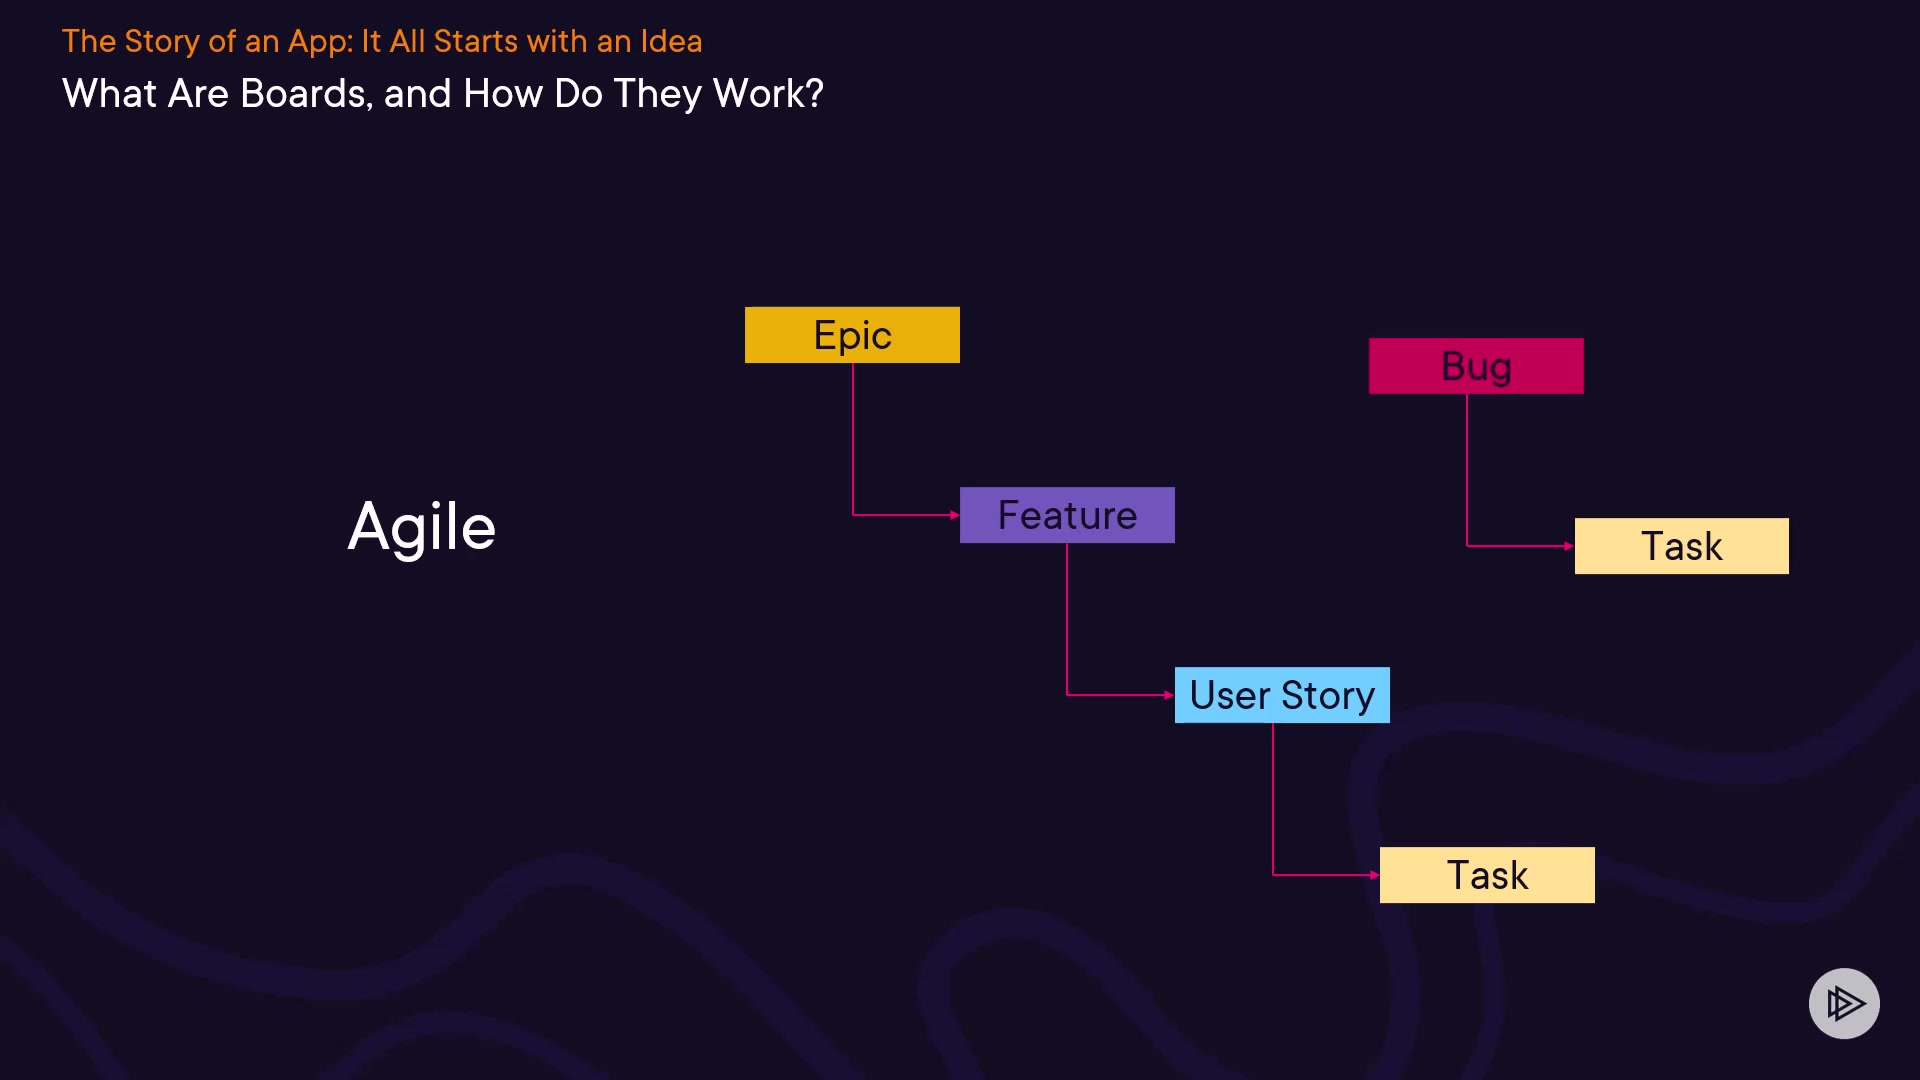 The Story of an App: It All Starts with an Idea
What Are Boards, and How Do They Work?
Epic
Bug
Agile
Feature
Task
User Story
Task